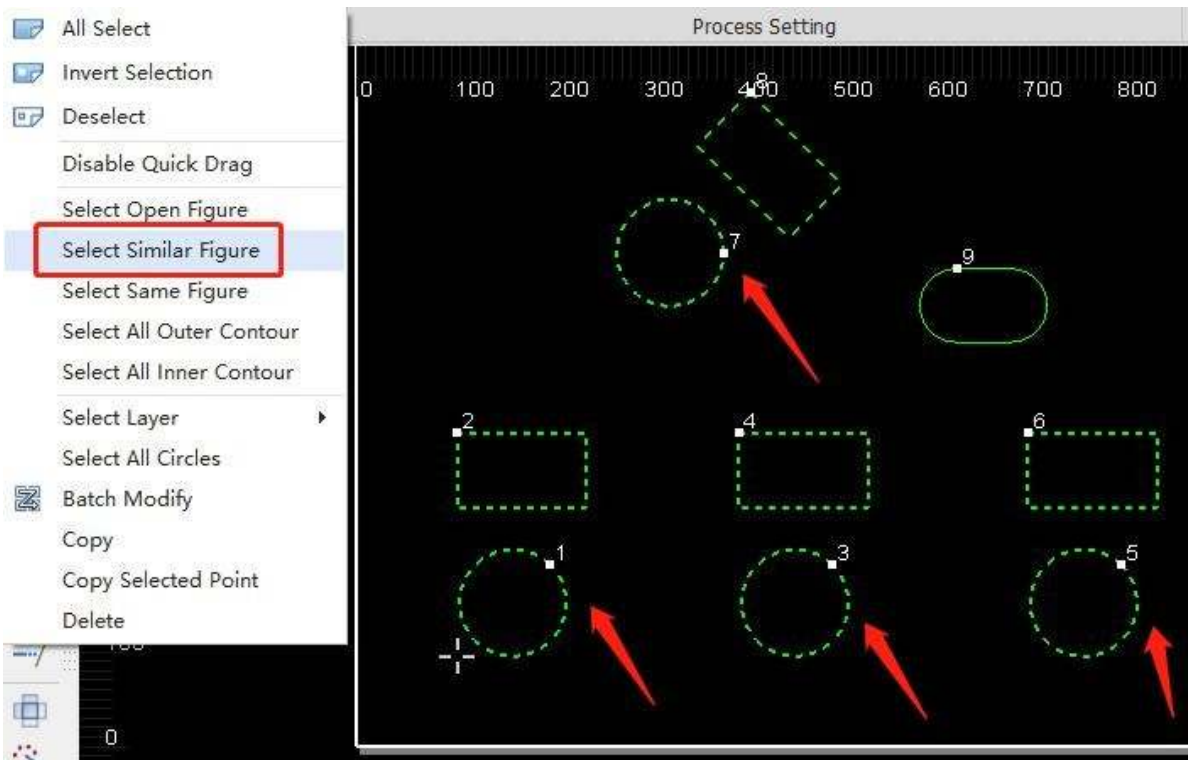 All Select
Invert Selection
Deselect
Disable Quick Drag
Select Open Figure
Select Similar Figure
Select Same Figure
Select All Outer Contour
Select All Inner Contour
Select Layer
Select All Circles
Batch Modify
Copy
Copy Selected Point
Delete
0
Process Setting
0 100 200 300 400 500 600 700 800
8
7
9
2 4 6
1 3 5